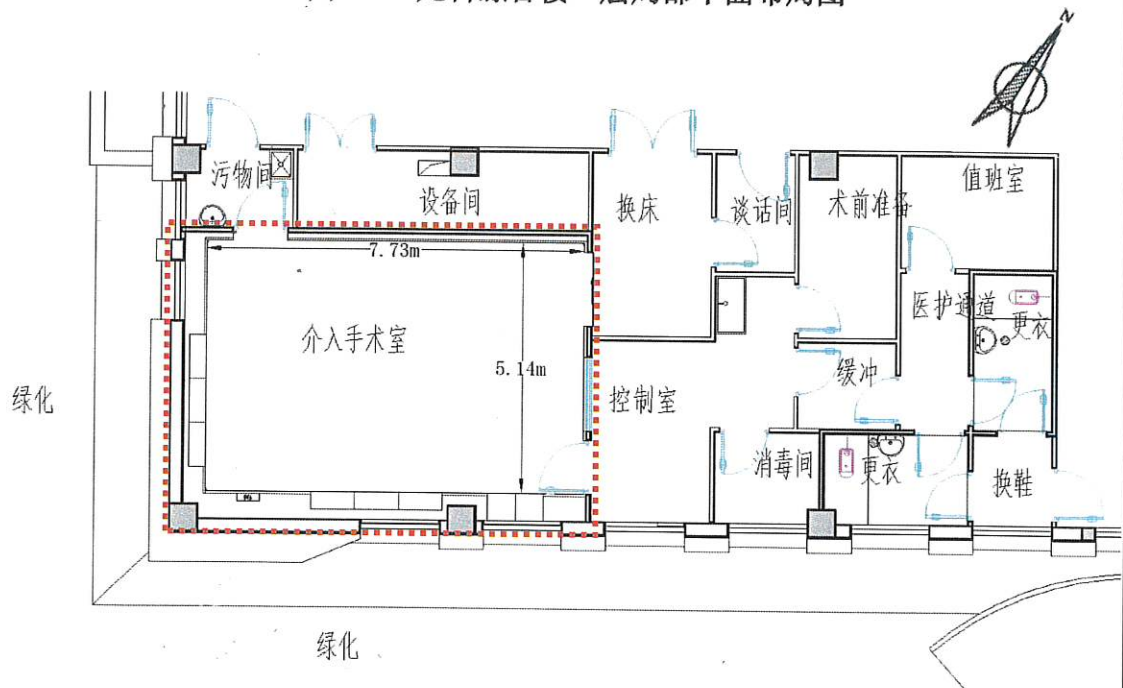 N
污物间
设备间
换床
谈话间
术前准备
值班室
7.73m
介入手术室
5.14m
医护通道
更衣
绿化
控制室
缓冲
消毒间
更衣
换鞋
绿化